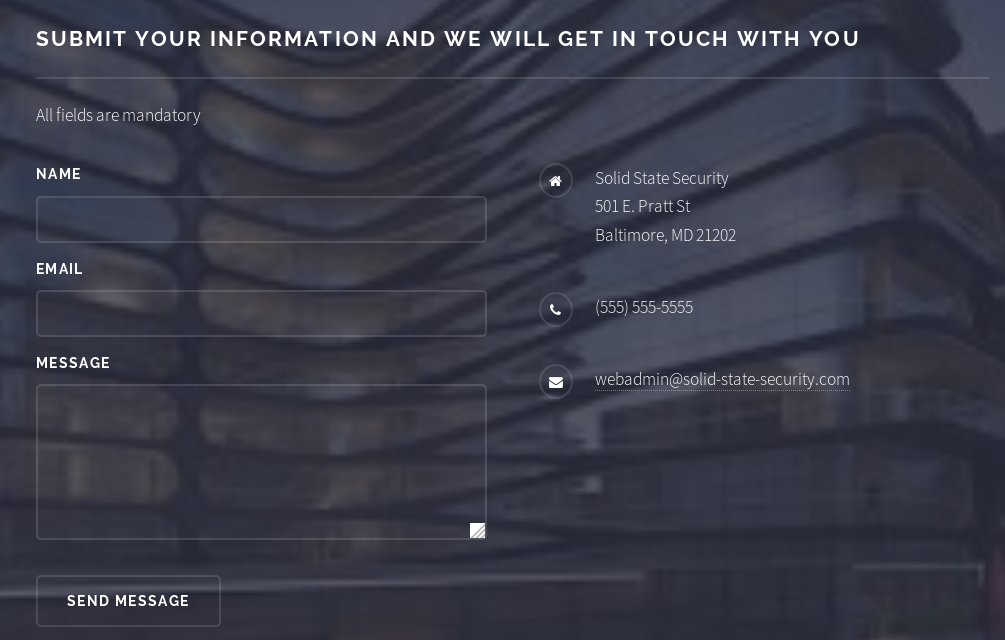 SUBMIT YOUR INFORMATION AND WE WILL GET IN TOUCH WITH YOU
All fields are mandatory
NAME
EMAIL
MESSAGE
SEND MESSAGE
Solid State Security
501 E. Pratt St
Baltimore, MD 21202
(555) 555-5555
webadmin@solid-state-security.com